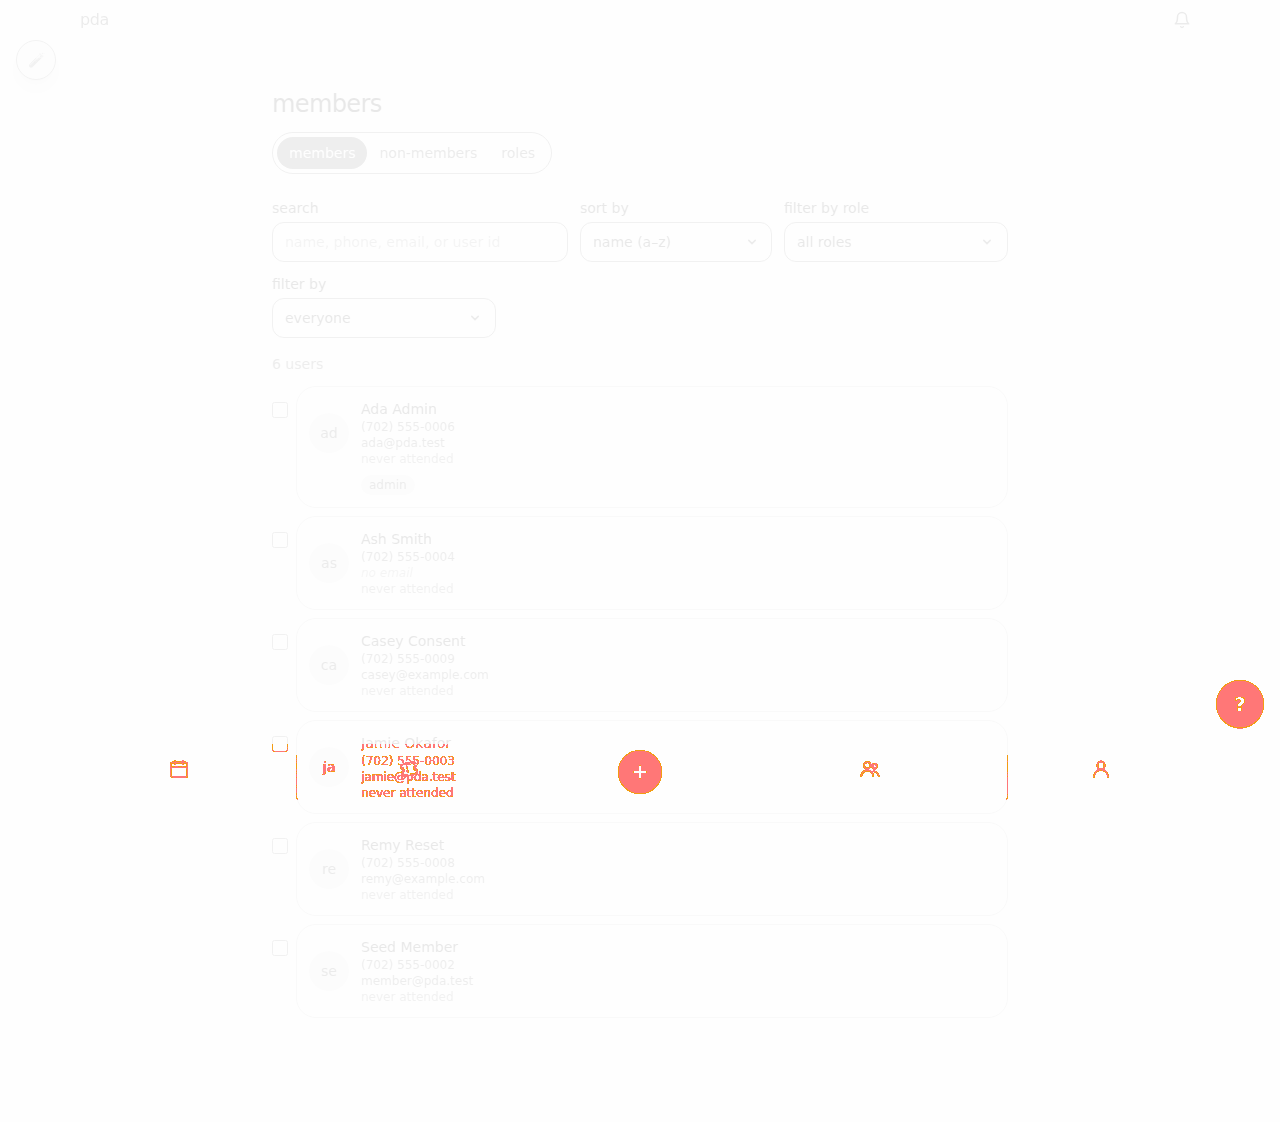 pda
members
members non-members roles
search sort by filter by role
name, phone, email, or user id name (a–z) all roles
filter by
everyone
6 users
ad
Ada Admin
(702) 555-0006
ada@pda.test
never attended
admin
as
Ash Smith
(702) 555-0004
no email
never attended
ca
Casey Consent
(702) 555-0009
casey@example.com
never attended
ja
Jamie Okafor
(702) 555-0003
jamie@pda.test
never attended
?
re
Remy Reset
(702) 555-0008
remy@example.com
never attended
se
Seed Member
(702) 555-0002
member@pda.test
never attended